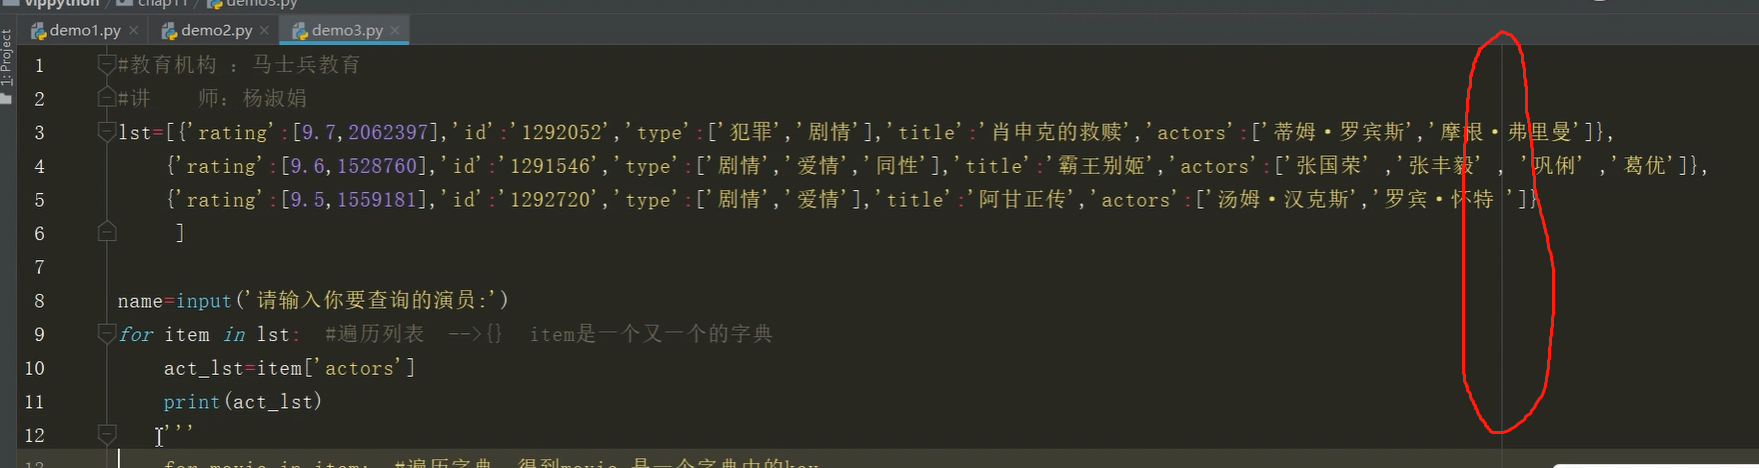 vippython chap11 demo3.py
demo1.py demo2.py demo3.py
1: Project
1 #教育机构 ：马士兵教育
2 #讲    师：杨淑娟
3 lst=[{'rating':[9.7,2062397],'id':'1292052','type':['犯罪','剧情'],'title':'肖申克的救赎','actors':['蒂姆·罗宾斯','摩根·弗里曼']},
4 {'rating':[9.6,1528760],'id':'1291546','type':['剧情','爱情','同性'],'title':'霸王别姬','actors':['张国荣' ,'张丰毅' , '巩俐' ,'葛优']},
5 {'rating':[9.5,1559181],'id':'1292720','type':['剧情','爱情'],'title':'阿甘正传','actors':['汤姆·汉克斯','罗宾·怀特 ']}
6 ]
7
8 name=input('请输入你要查询的演员:')
9 for item in lst:  #遍历列表  -->{}  item是一个又一个的字典
10 act_lst=item['actors']
11 print(act_lst)
12 '''
13 for movie in item:  #遍历字典，得到movie 是一个字典中的key